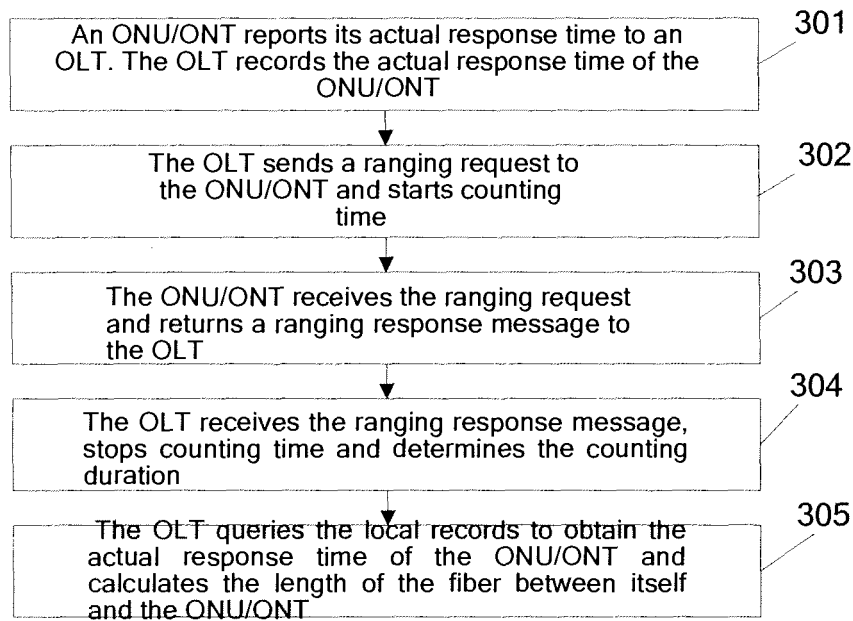 An ONU/ONT reports its actual response time to an
OLT. The OLT records the actual response time of the
ONU/ONT
301
The OLT sends a ranging request to
the ONU/ONT and starts counting
time
302
The ONU/ONT receives the ranging request
and returns a ranging response message to
the OLT
303
The OLT receives the ranging response message,
stops counting time and determines the counting
duration
304
The OLT queries the local records to obtain the
actual response time of the ONU/ONT and
calculates the length of the fiber between itself
and the ONU/ONT
305